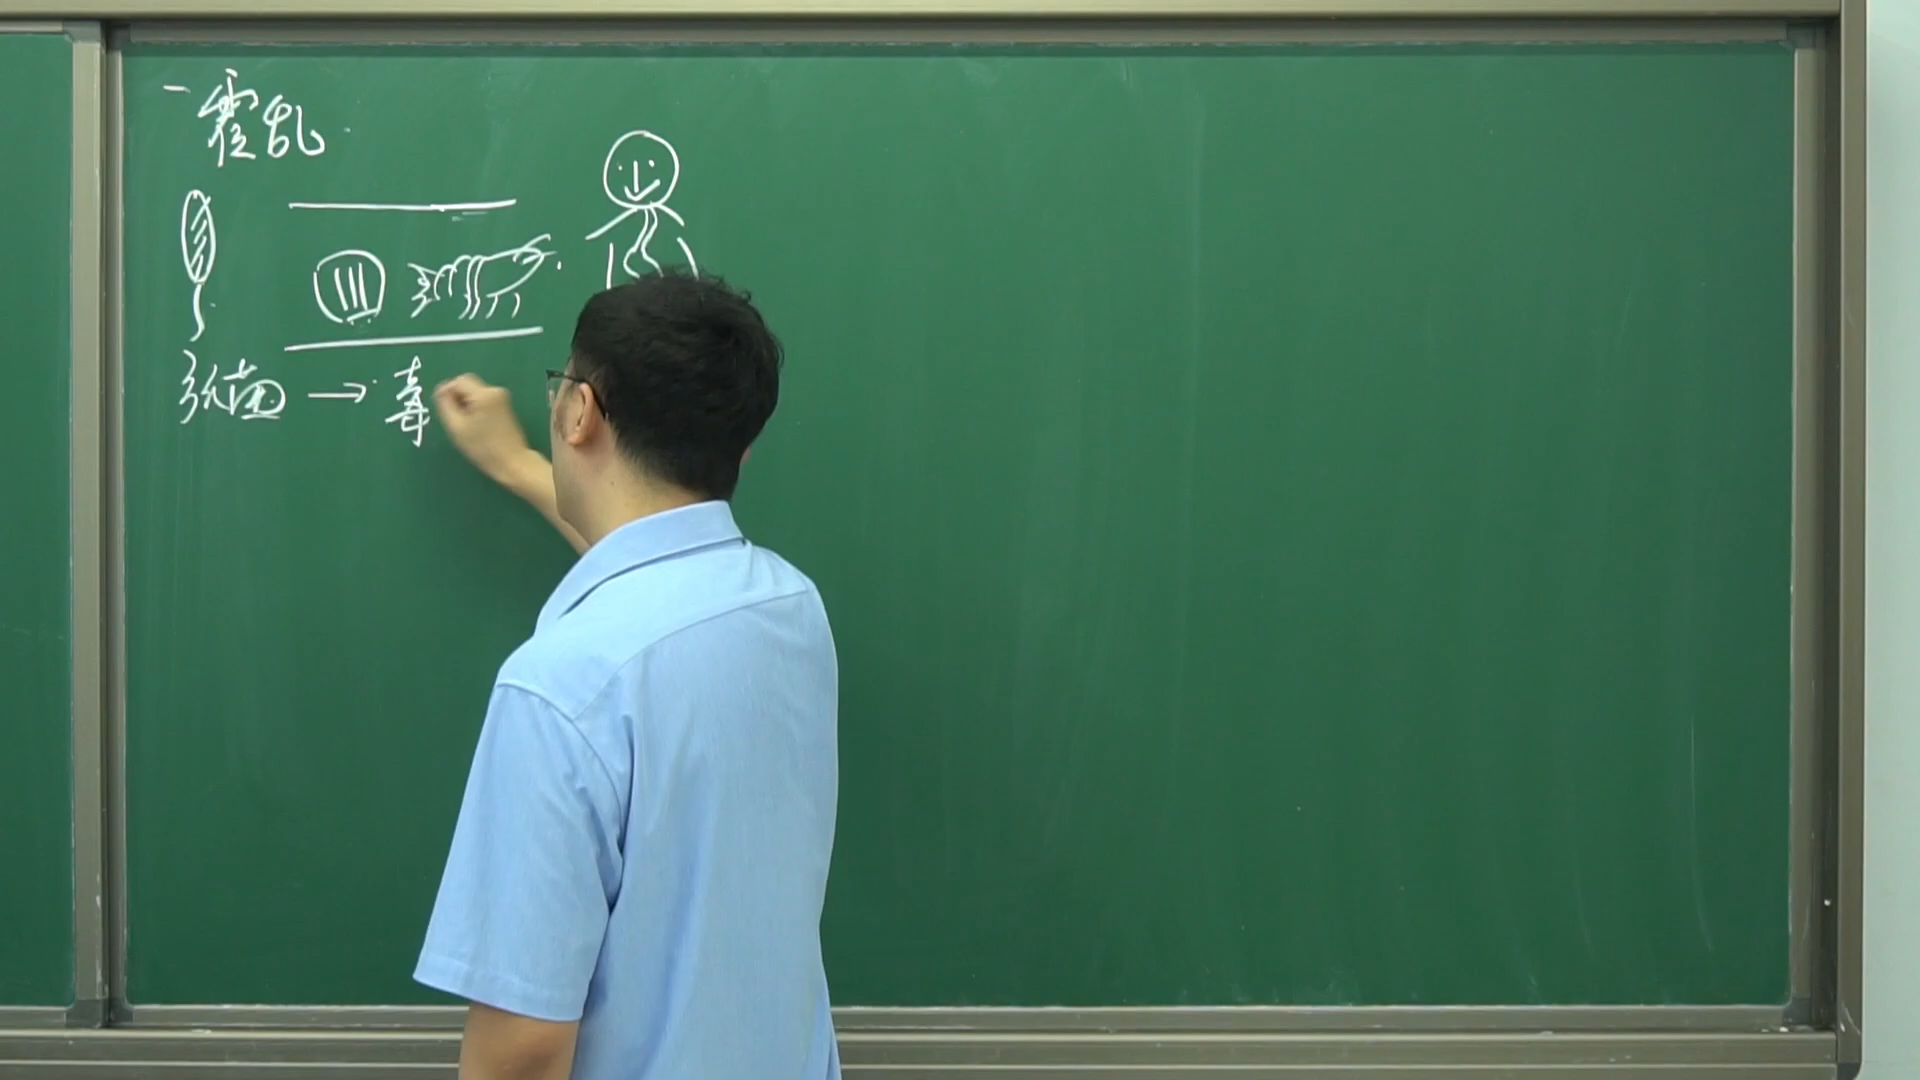 一 霍乱
弧菌 → 毒